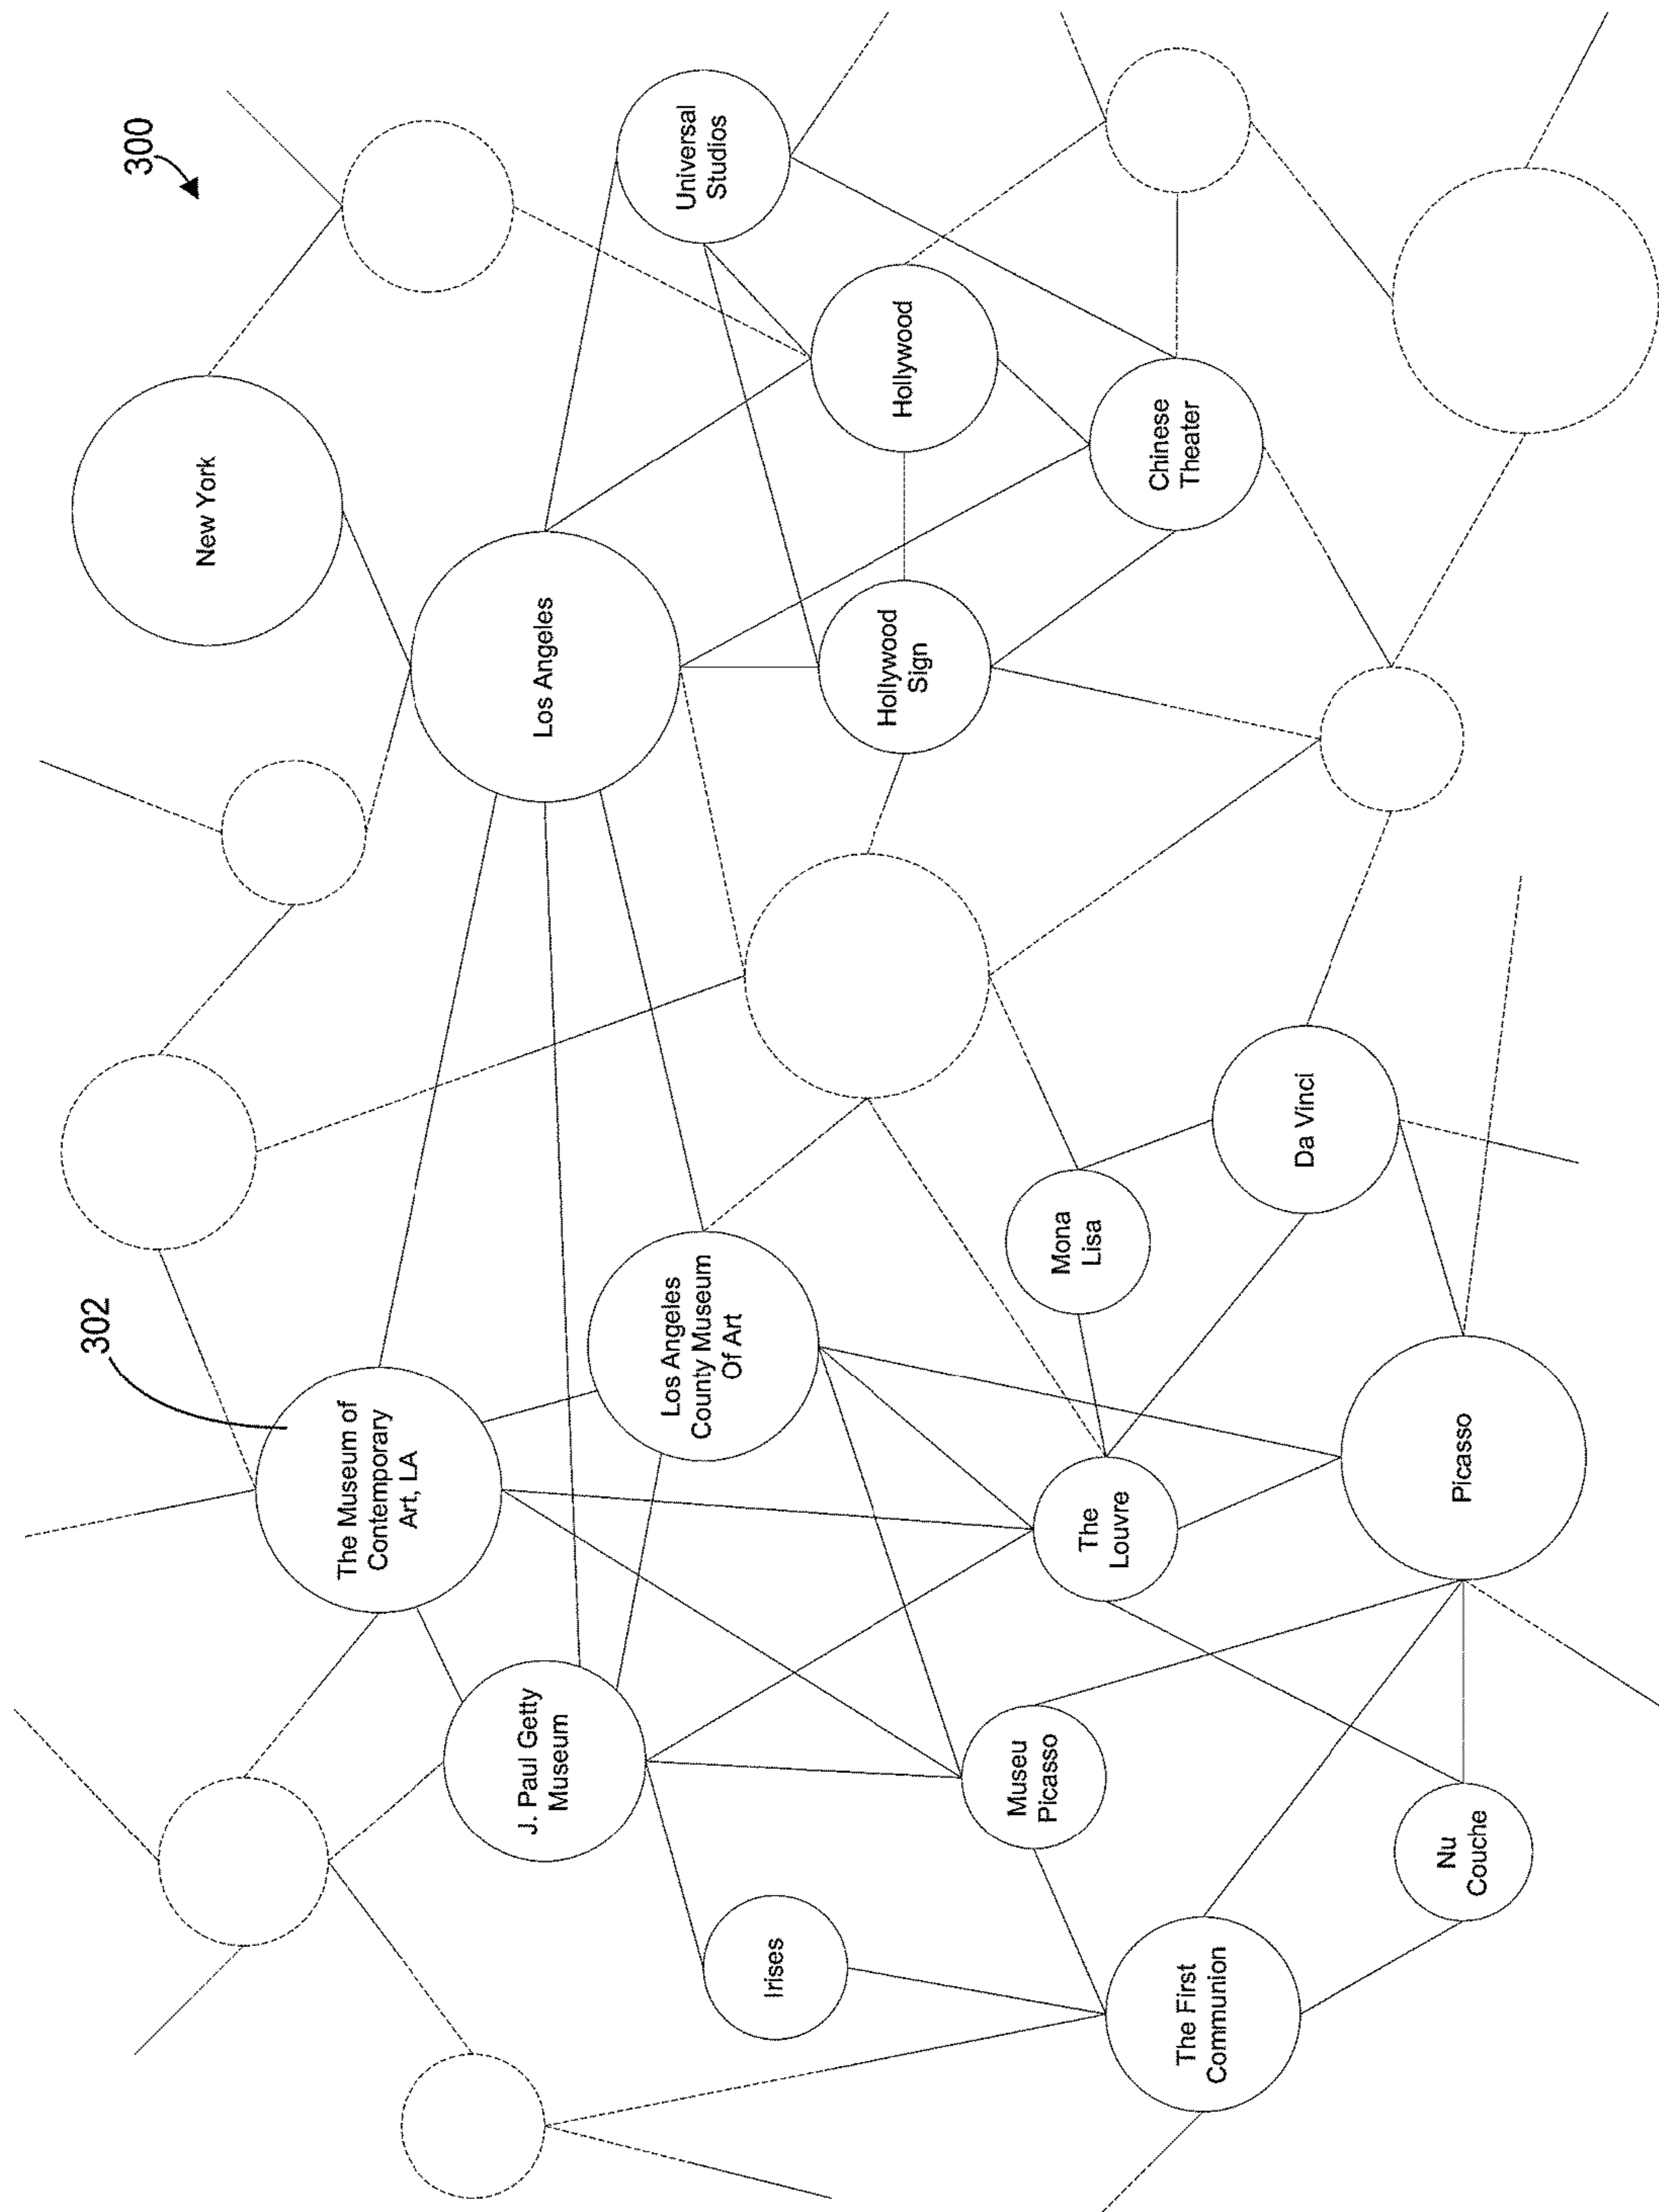 300
302
New York
Los Angeles
Universal
Studios
Hollywood
Hollywood
Sign
Chinese
Theater
The Museum of
Contemporary
Art, LA
Los Angeles
County Museum
Of Art
J. Paul Getty
Museum
Mona
Lisa
Da Vinci
The
Louvre
Picasso
Museu
Picasso
Irises
The First
Communion
Nu
Couche